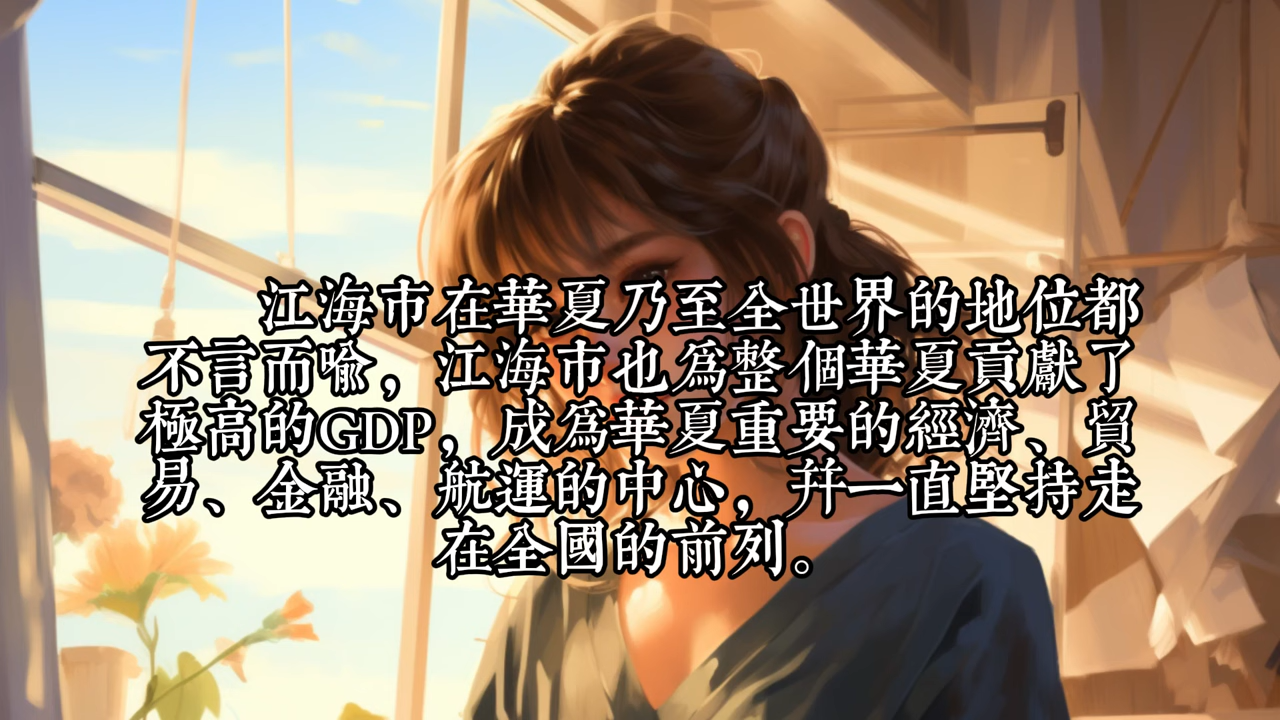 江海市在華夏乃至全世界的地位都
不言而喻，江海市也爲整個華夏貢獻了
極高的GDP，成爲華夏重要的經濟、貿
易、金融、航運的中心，幷一直堅持走
在全國的前列。